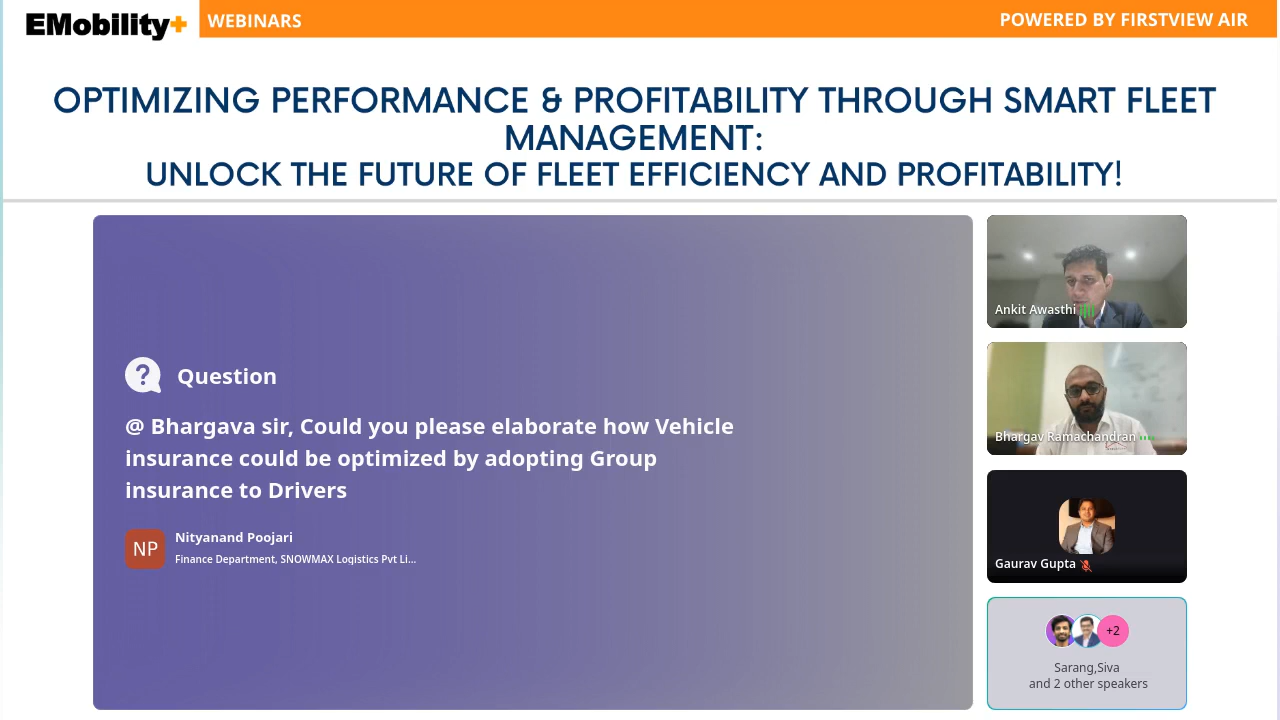 EMobility+ WEBINARS
POWERED BY FIRSTVIEW AIR
OPTIMIZING PERFORMANCE & PROFITABILITY THROUGH SMART FLEET
MANAGEMENT:
UNLOCK THE FUTURE OF FLEET EFFICIENCY AND PROFITABILITY!
? Question
@ Bhargava sir, Could you please elaborate how Vehicle
insurance could be optimized by adopting Group
insurance to Drivers
NP
Nityanand Poojari
Finance Department, SNOWMAX Logistics Pvt Li...
Ankit Awasthi
Bhargav Ramachandran
Gaurav Gupta
+2
Sarang,Siva
and 2 other speakers